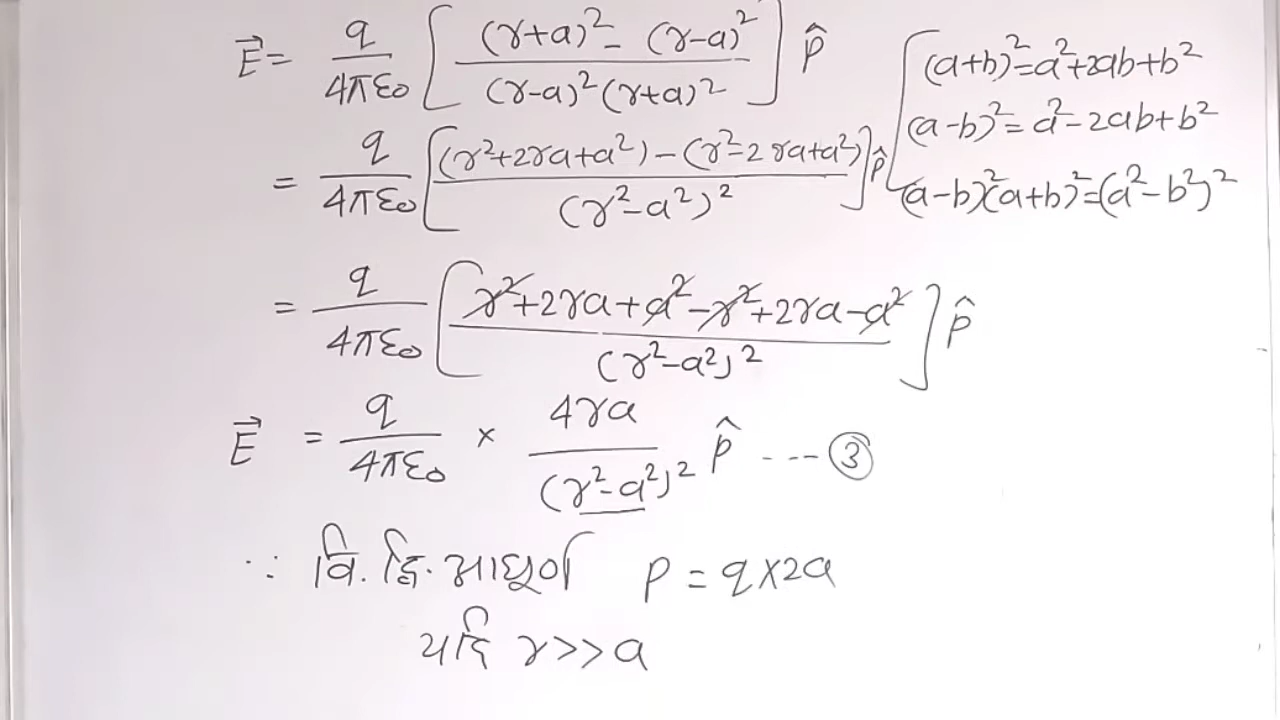 E⃗ = q/4πε₀ [ (r+a)² - (r-a)² / (r-a)² (r+a)² ] p̂
= q/4πε₀ [ (r²+2ra+a²) - (r²-2ra+a²) / (r²-a²)² ] p̂
(a+b)² = a²+2ab+b²
(a-b)² = a²-2ab+b²
(a-b)²(a+b)² = (a²-b²)²
= q/4πε₀ [ r²+2ra+a²-r²+2ra-a² / (r²-a²)² ] p̂
E⃗ = q/4πε₀ × 4ra/(r²-a²)² p̂ ---- ③
∵ वि. द्वि. आघूर्ण p = q×2a
यदि r>>a